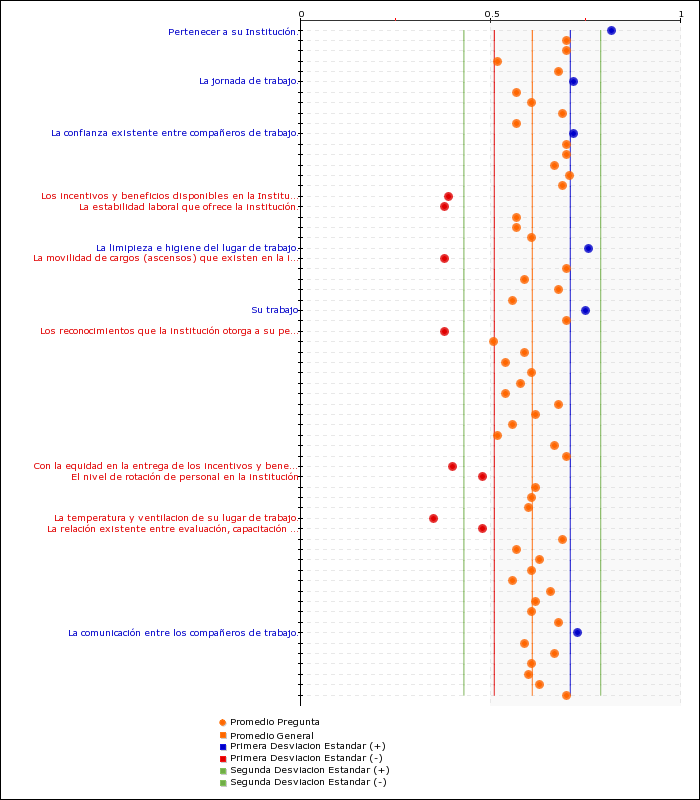 0 0.5 1
Pertenecer a su Institución
La jornada de trabajo
La confianza existente entre compañeros de trabajo
Los incentivos y beneficios disponibles en la Institu...
La estabilidad laboral que ofrece la institución
La limipieza e higiene del lugar de trabajo
La movilidad de cargos (ascensos) que existen en la i...
Su trabajo
Los reconocimientos que la institución otorga a su pe...
Con la equidad en la entrega de los incentivos y bene...
El nivel de rotación de personal en la institución
La temperatura y ventilacion de su lugar de trabajo
La relación existente entre evaluación, capacitación ...
La comunicación entre los compañeros de trabajo
Promedio Pregunta
Promedio General
Primera Desviacion Estandar (+)
Primera Desviacion Estandar (-)
Segunda Desviacion Estandar (+)
Segunda Desviacion Estandar (-)